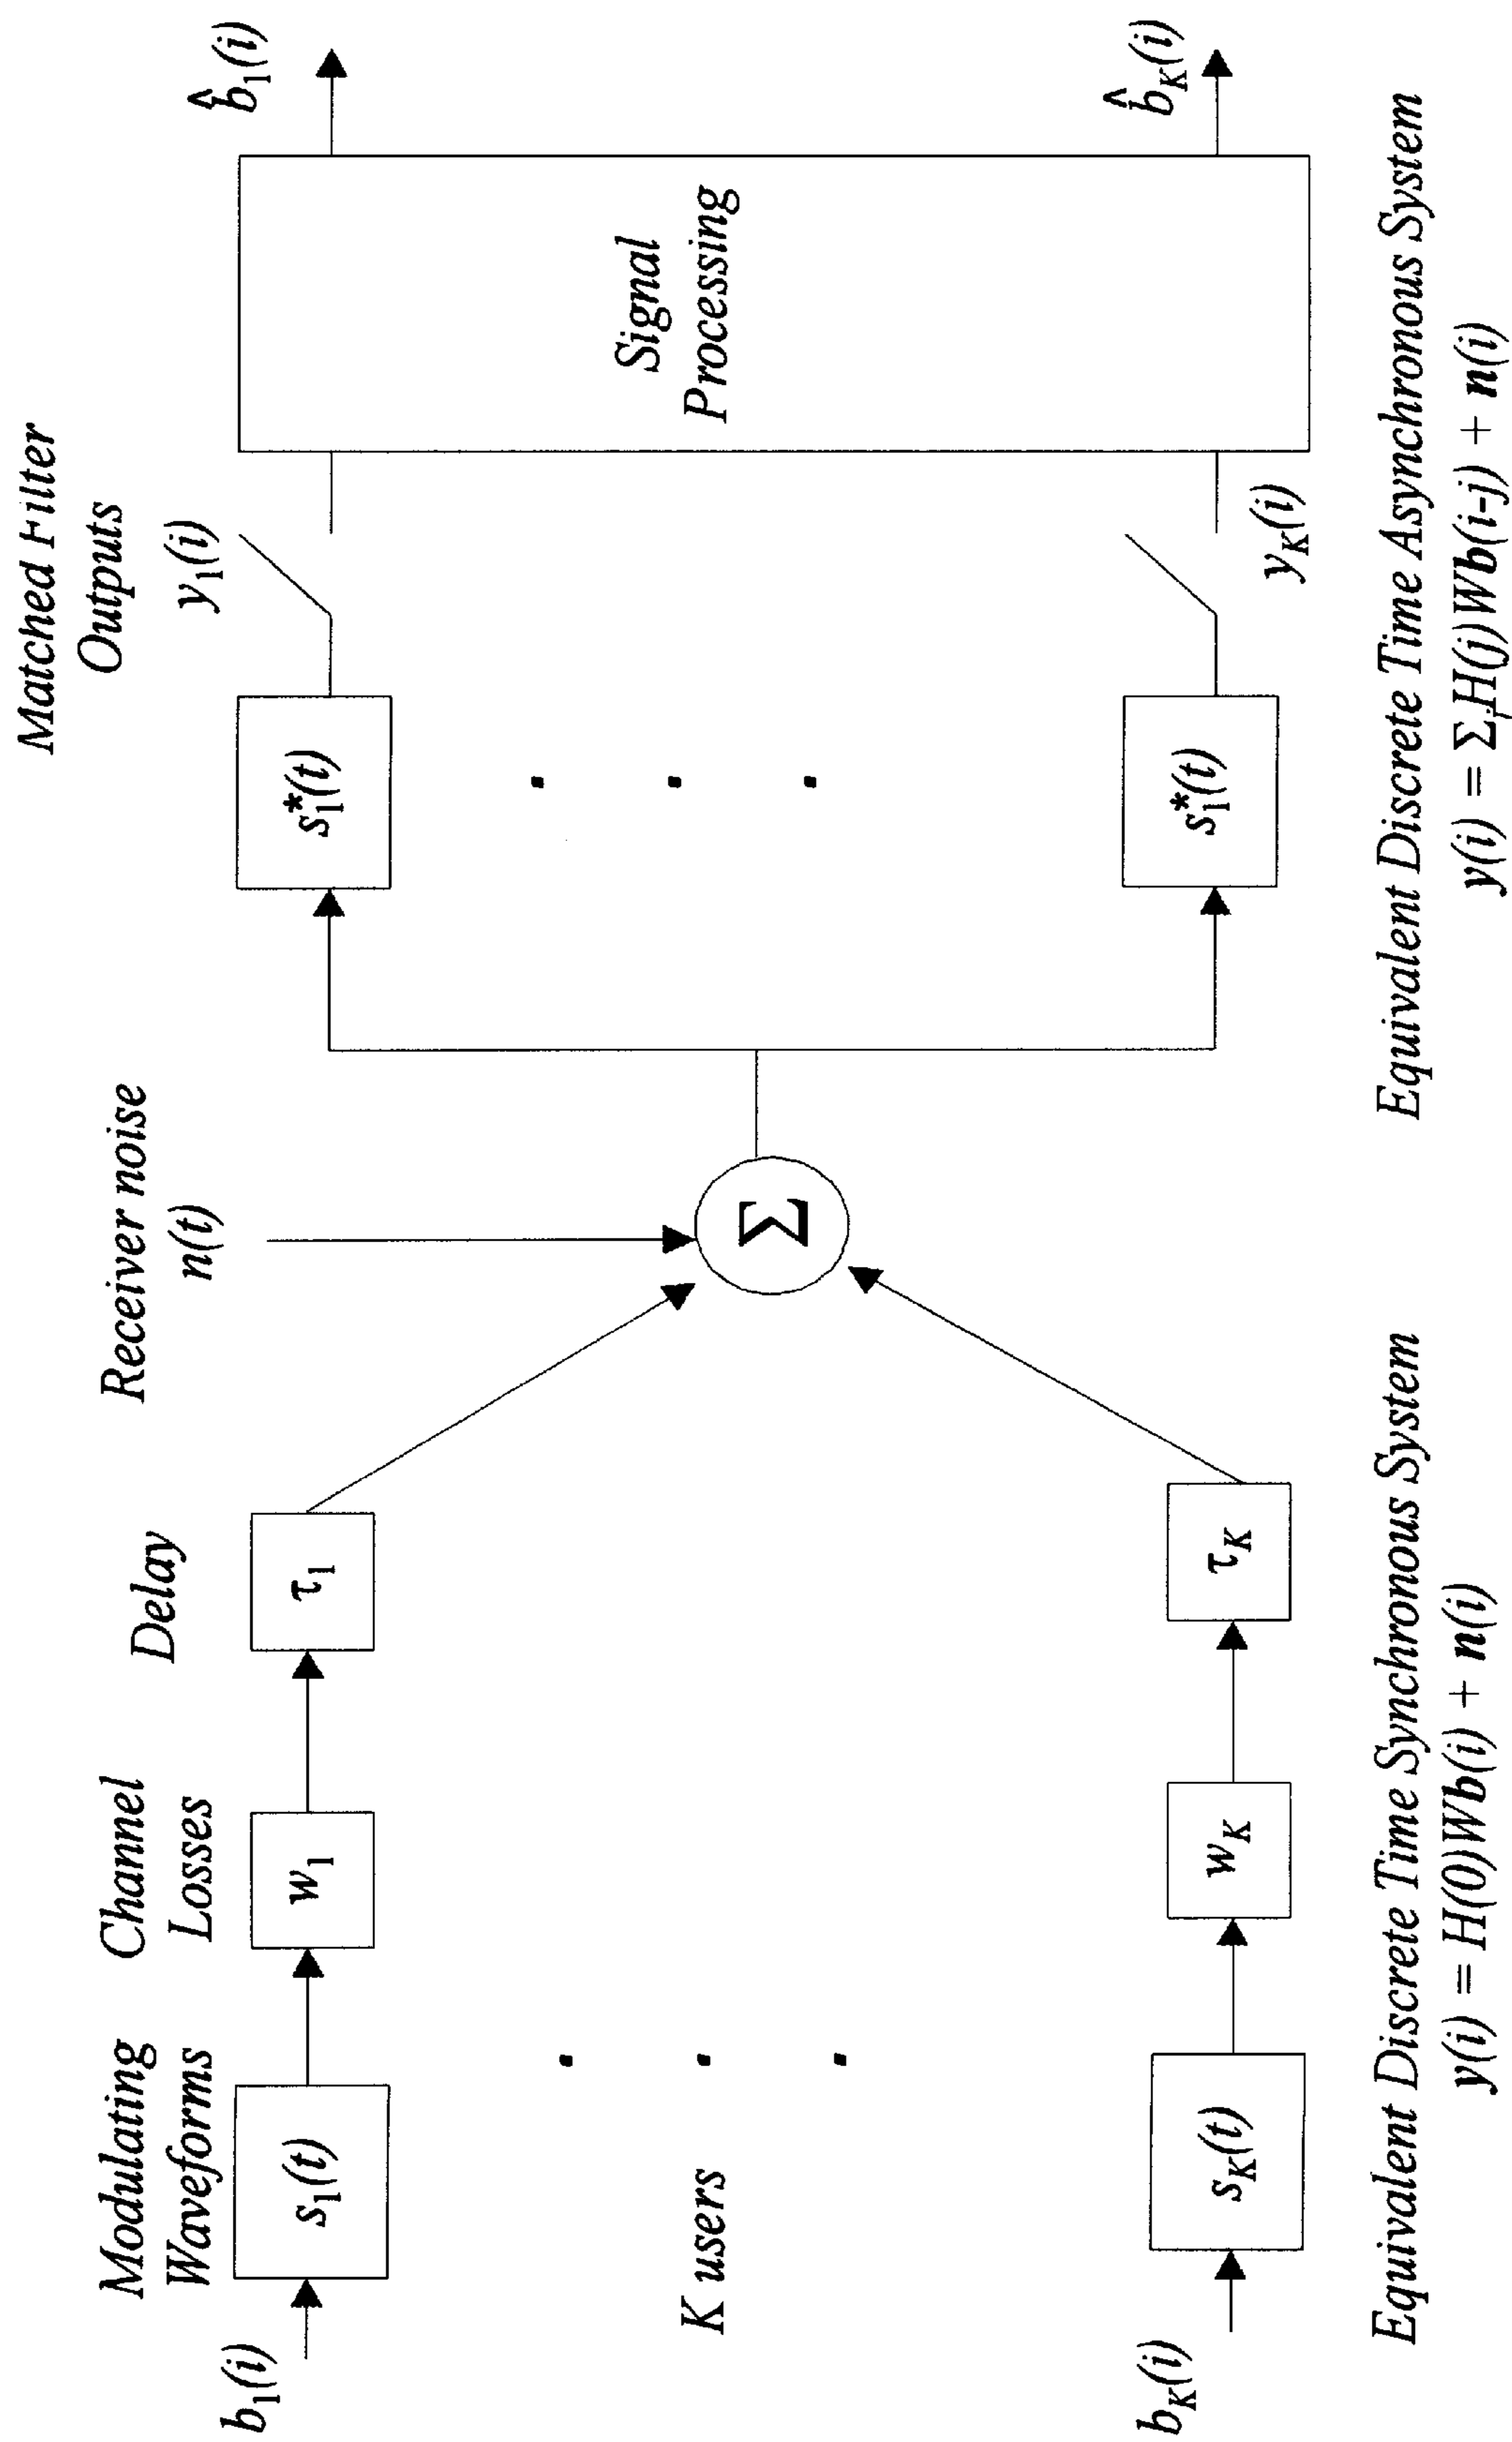 Modulating
Waveforms
Channel
Losses
Delay
Receiver noise
n(t)
Matched Filter
Outputs
b₁(i)
s₁(t)
w₁
τ₁
s₁*(t)
y₁(i)
b̂₁(i)
K users
Σ
Signal
Processing
bK(i)
sK(t)
wK
τK
s₁*(t)
yK(i)
b̂K(i)
Equivalent Discrete Time Synchronous System
y(i) = H(0)Wb(i) + n(i)
Equivalent Discrete Time Asynchronous System
y(i) = ΣⱼH(j)Wb(i-j) + n(i)